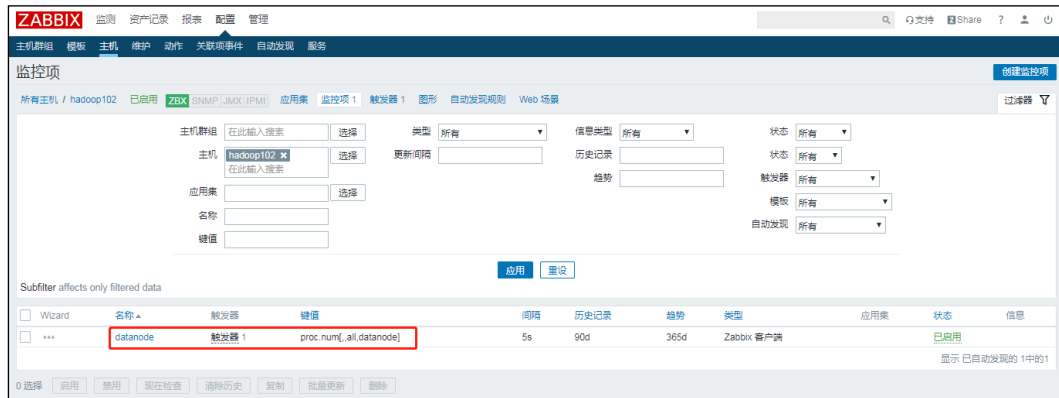 ZABBIX 监测 资产记录 报表 配置 管理 支持 Share ?
主机群组 模板 主机 维护 动作 关联项事件 自动发现 服务
监控项 创建监控项
所有主机 / hadoop102 已启用 ZBX SNMP JMX IPMI 应用集 监控项 1 触发器 1 图形 自动发现规则 Web 场景 过滤器
主机群组 在此输入搜索 选择 类型 所有 信息类型 所有 状态 所有
主机 hadoop102 选择 更新间隔 历史记录 状态 所有
在此输入搜索
趋势 触发器 所有
应用集 选择
模板 所有
名称
自动发现 所有
键值
应用 重设
Subfilter affects only filtered data
Wizard 名称 触发器 键值 间隔 历史记录 趋势 类型 应用集 状态 信息
••• datanode 触发器 1 proc.num[,,all,datanode] 5s 90d 365d Zabbix 客户端 已启用
显示 已自动发现的 1中的1
0 选择 启用 禁用 现在检查 清除历史 复制 批量更新 删除